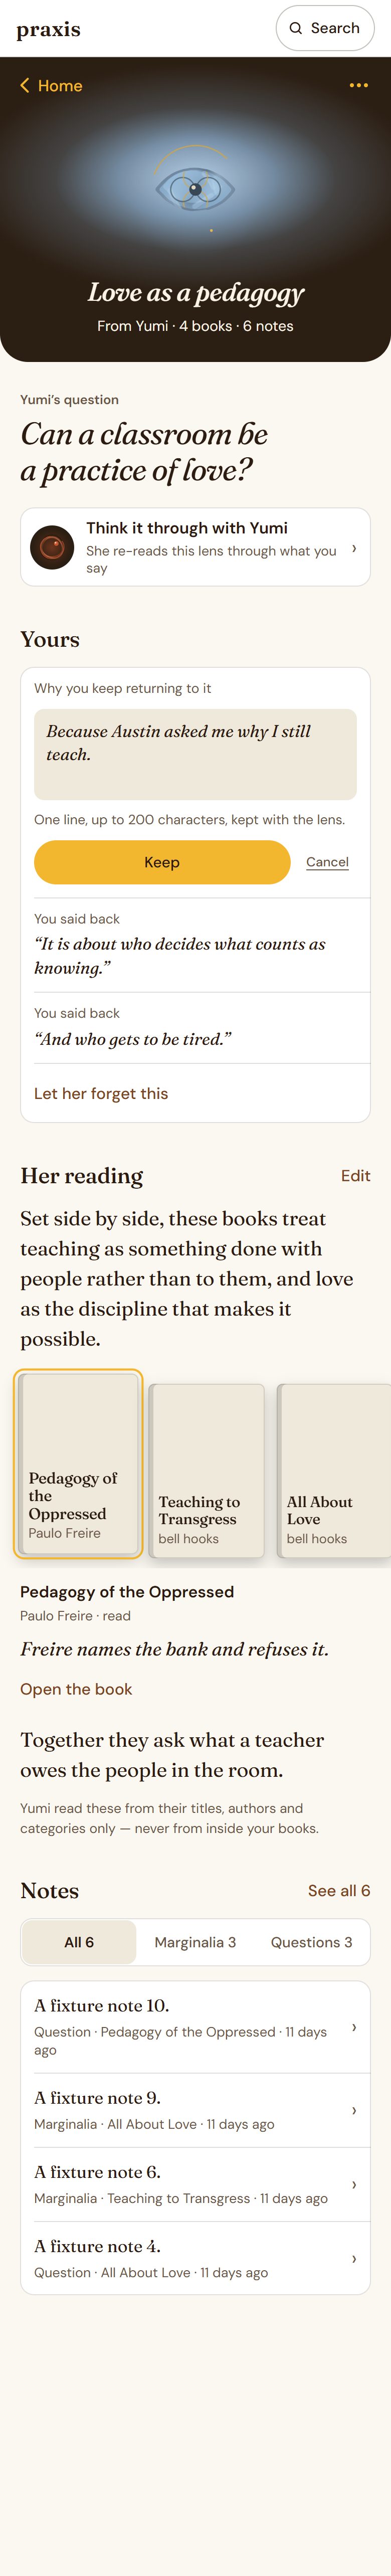 praxis
Search
Home
Love as a pedagogy
From Yumi · 4 books · 6 notes
Yumi's question
Can a classroom be
a practice of love?
Think it through with Yumi
She re-reads this lens through what you
say
Yours
Why you keep returning to it
Because Austin asked me why I still
teach.
One line, up to 200 characters, kept with the lens.
Keep
Cancel
You said back
“It is about who decides what counts as
knowing.”
You said back
“And who gets to be tired.”
Let her forget this
Her reading
Edit
Set side by side, these books treat
teaching as something done with
people rather than to them, and love
as the discipline that makes it
possible.
Pedagogy of
the
Oppressed
Paulo Freire
Teaching to
Transgress
bell hooks
All About
Love
bell hooks
Pedagogy of the Oppressed
Paulo Freire · read
Freire names the bank and refuses it.
Open the book
Together they ask what a teacher
owes the people in the room.
Yumi read these from their titles, authors and
categories only — never from inside your books.
Notes
See all 6
All 6
Marginalia 3
Questions 3
A fixture note 10.
Question · Pedagogy of the Oppressed · 11 days
ago
A fixture note 9.
Marginalia · All About Love · 11 days ago
A fixture note 6.
Marginalia · Teaching to Transgress · 11 days ago
A fixture note 4.
Question · All About Love · 11 days ago